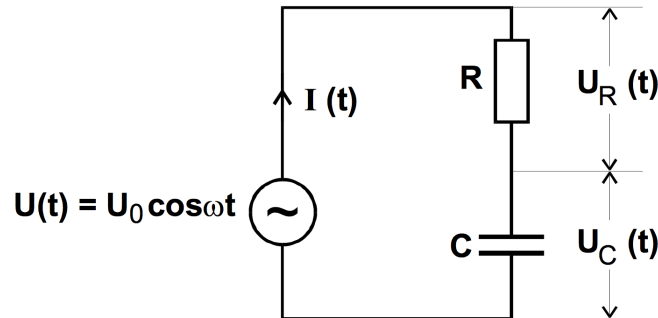 R
U_R (t)
I (t)
U(t) = U_0 cosωt
~
C
U_C (t)